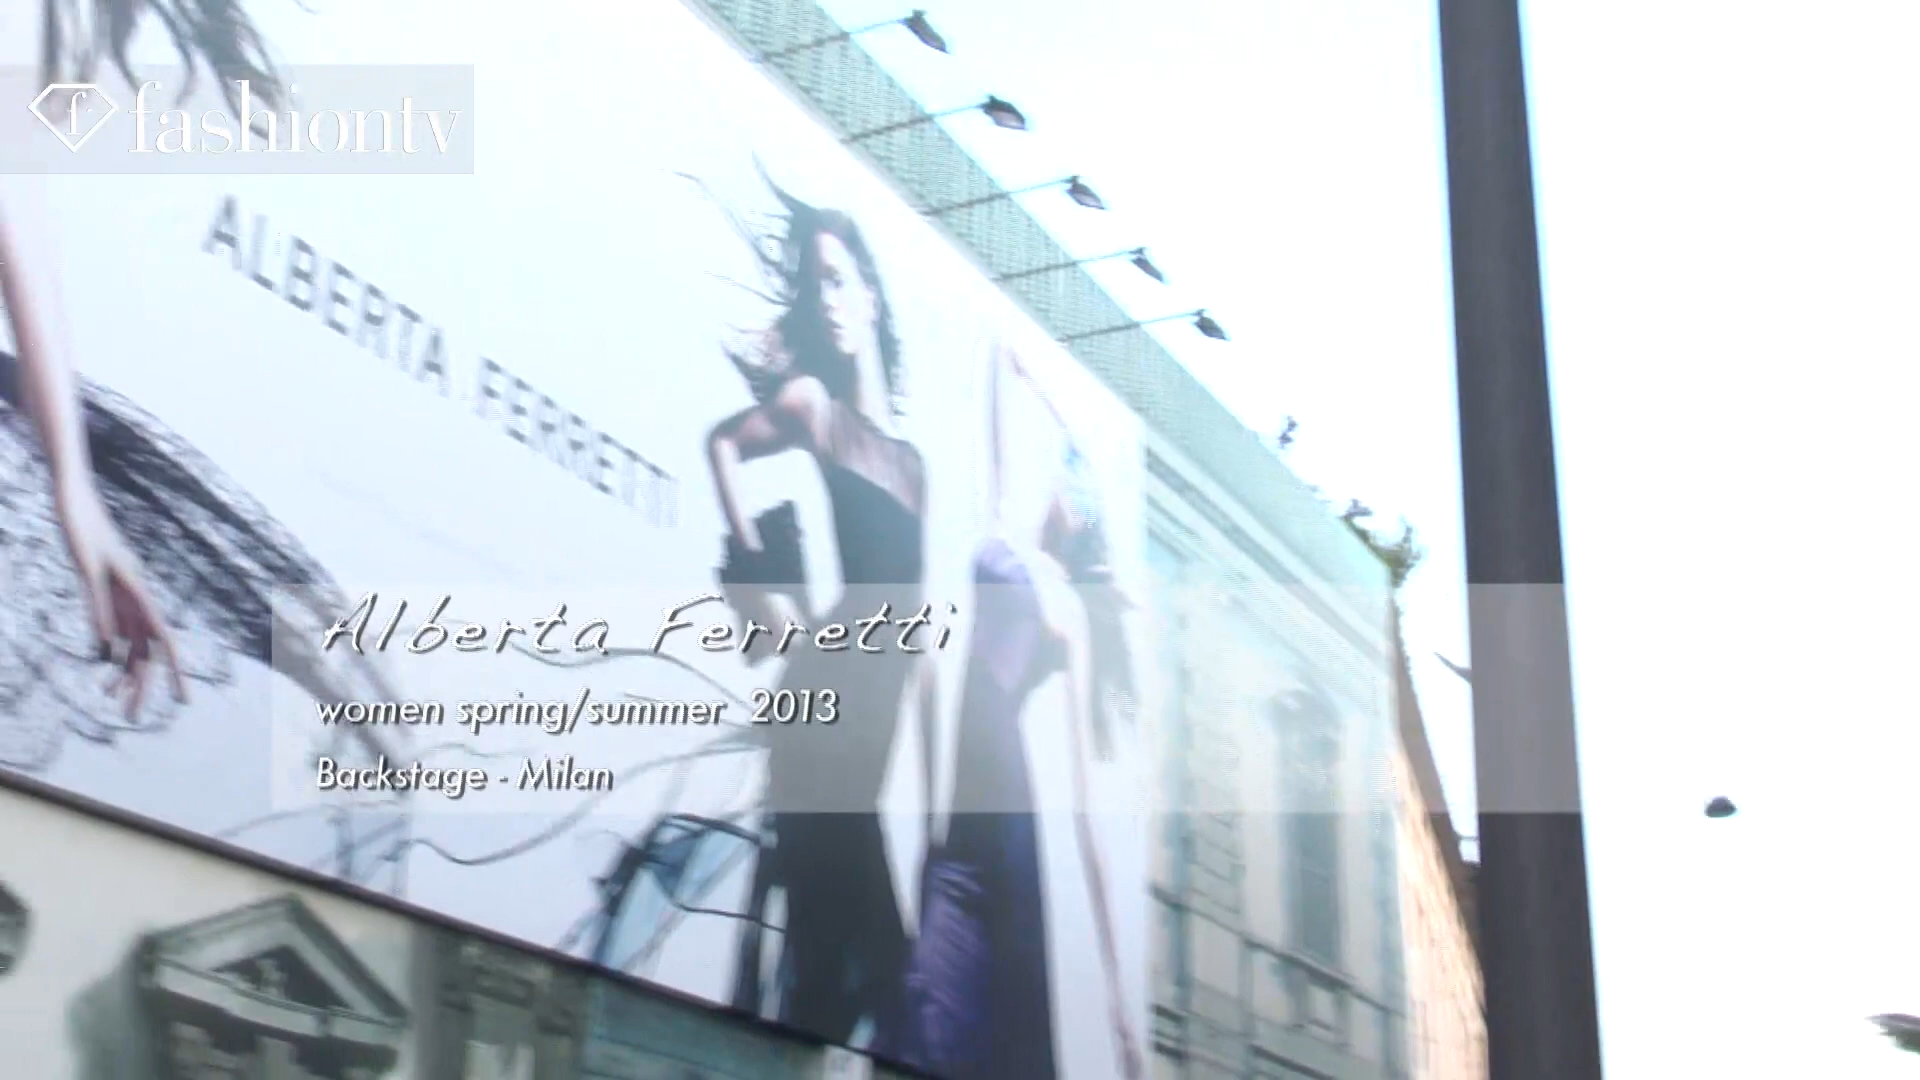 fashiontv
ALBERTA FERRETTI
Alberta Ferretti
women spring/summer 2013
Backstage - Milan